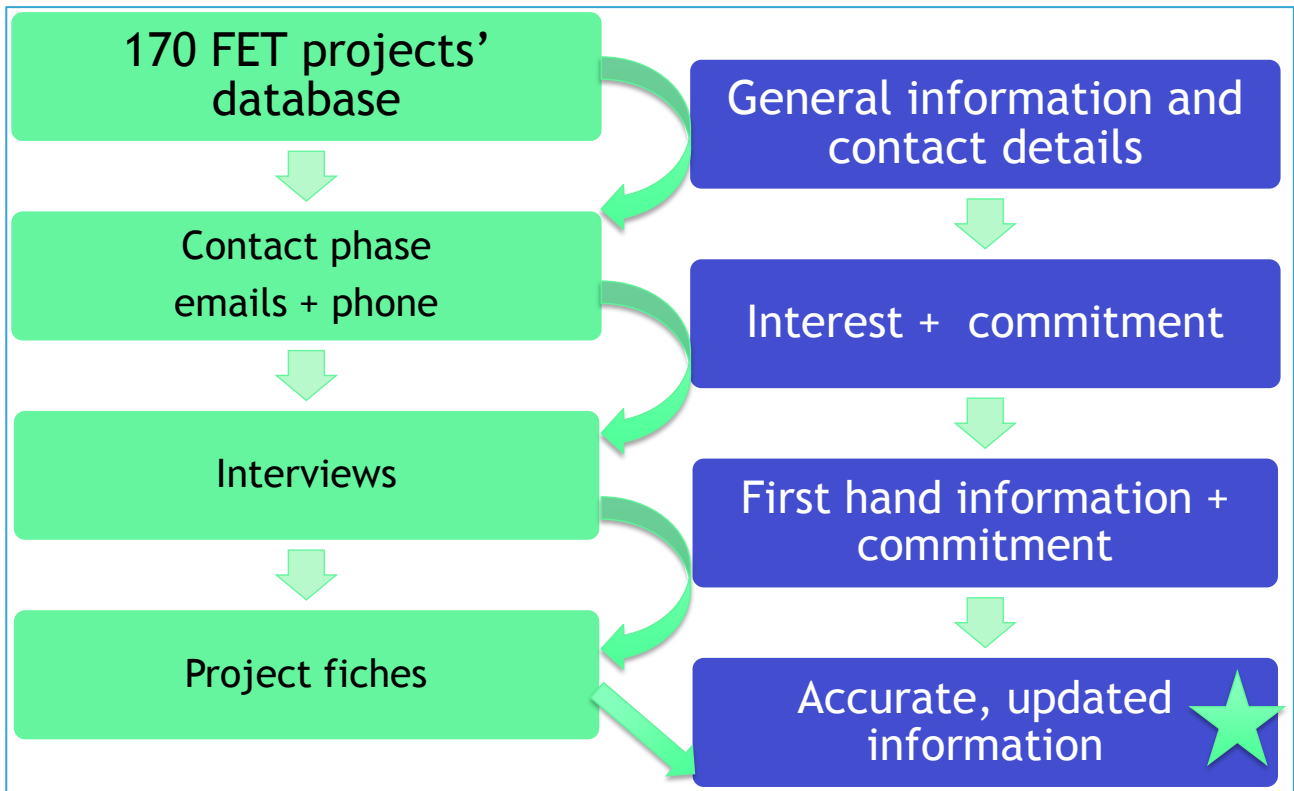 170 FET projects’
database
General information and
contact details
Contact phase
emails + phone
Interest + commitment
Interviews
First hand information +
commitment
Project fiches
Accurate, updated
information